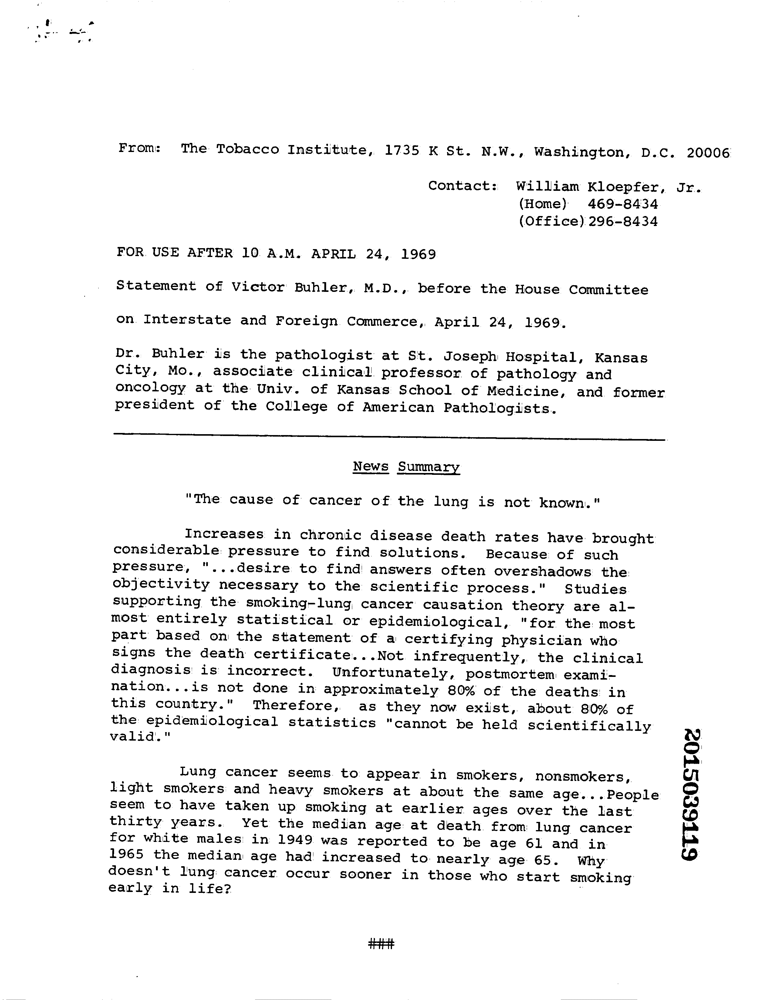 From: The Tobacco Institute, 1735 K St. N.W., Washington, D.C. 20006
Contact: William Kloepfer, Jr.
(Home) 469-8434
(Office) 296-8434
FOR USE AFTER 10 A.M. APRIL 24, 1969
Statement of Victor Buhler, M.D., before the House Committee
on Interstate and Foreign Commerce, April 24, 1969.
Dr. Buhler is the pathologist at St. Joseph Hospital, Kansas
City, Mo., associate clinical professor of pathology and
oncology at the Univ. of Kansas School of Medicine, and former
president of the College of American Pathologists.
News Summary
"The cause of cancer of the lung is not known."
Increases in chronic disease death rates have brought
considerable pressure to find solutions. Because of such
pressure, "...desire to find answers often overshadows the
objectivity necessary to the scientific process." Studies
supporting the smoking-lung cancer causation theory are al-
most entirely statistical or epidemiological, "for the most
part based on the statement of a certifying physician who
signs the death certificate...Not infrequently, the clinical
diagnosis is incorrect. Unfortunately, postmortem exami-
nation...is not done in approximately 80% of the deaths in
this country." Therefore, as they now exist, about 80% of
the epidemiological statistics "cannot be held scientifically
valid."
Lung cancer seems to appear in smokers, nonsmokers,
light smokers and heavy smokers at about the same age...People
seem to have taken up smoking at earlier ages over the last
thirty years. Yet the median age at death from lung cancer
for white males in 1949 was reported to be age 61 and in
1965 the median age had increased to nearly age 65. Why
doesn't lung cancer occur sooner in those who start smoking
early in life?
###
2015039119